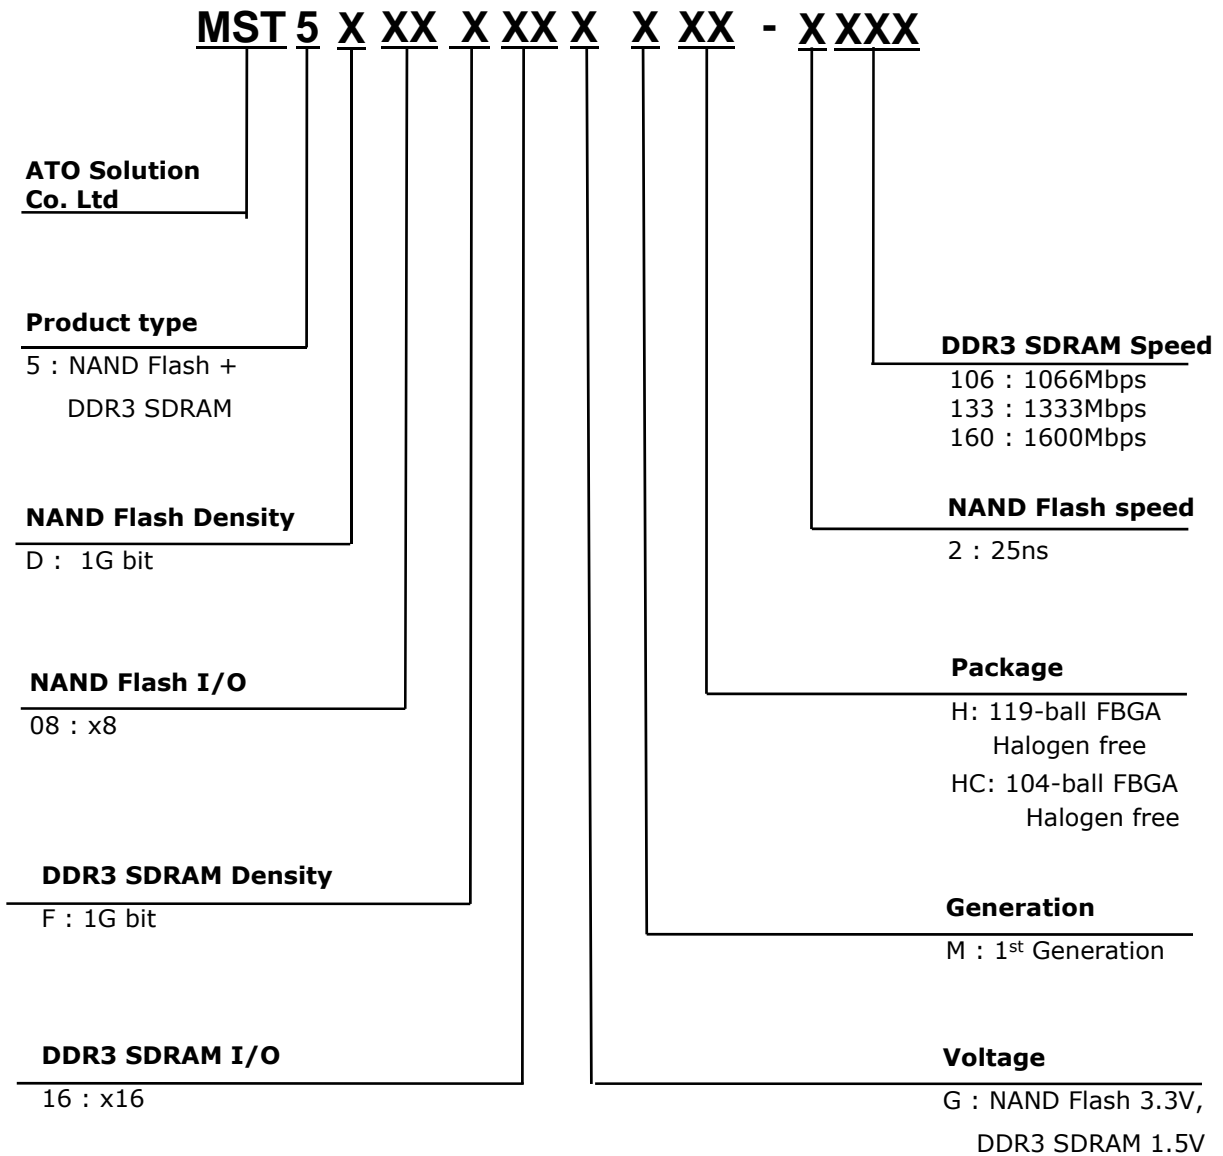 MST 5 X XX X XX X X XX - X XXX
ATO Solution
Co. Ltd
Product type
5 : NAND Flash +
DDR3 SDRAM
NAND Flash Density
D : 1G bit
NAND Flash I/O
08 : x8
DDR3 SDRAM Density
F : 1G bit
DDR3 SDRAM I/O
16 : x16
DDR3 SDRAM Speed
106 : 1066Mbps
133 : 1333Mbps
160 : 1600Mbps
NAND Flash speed
2 : 25ns
Package
H: 119-ball FBGA
Halogen free
HC: 104-ball FBGA
Halogen free
Generation
M : 1st Generation
Voltage
G : NAND Flash 3.3V,
DDR3 SDRAM 1.5V